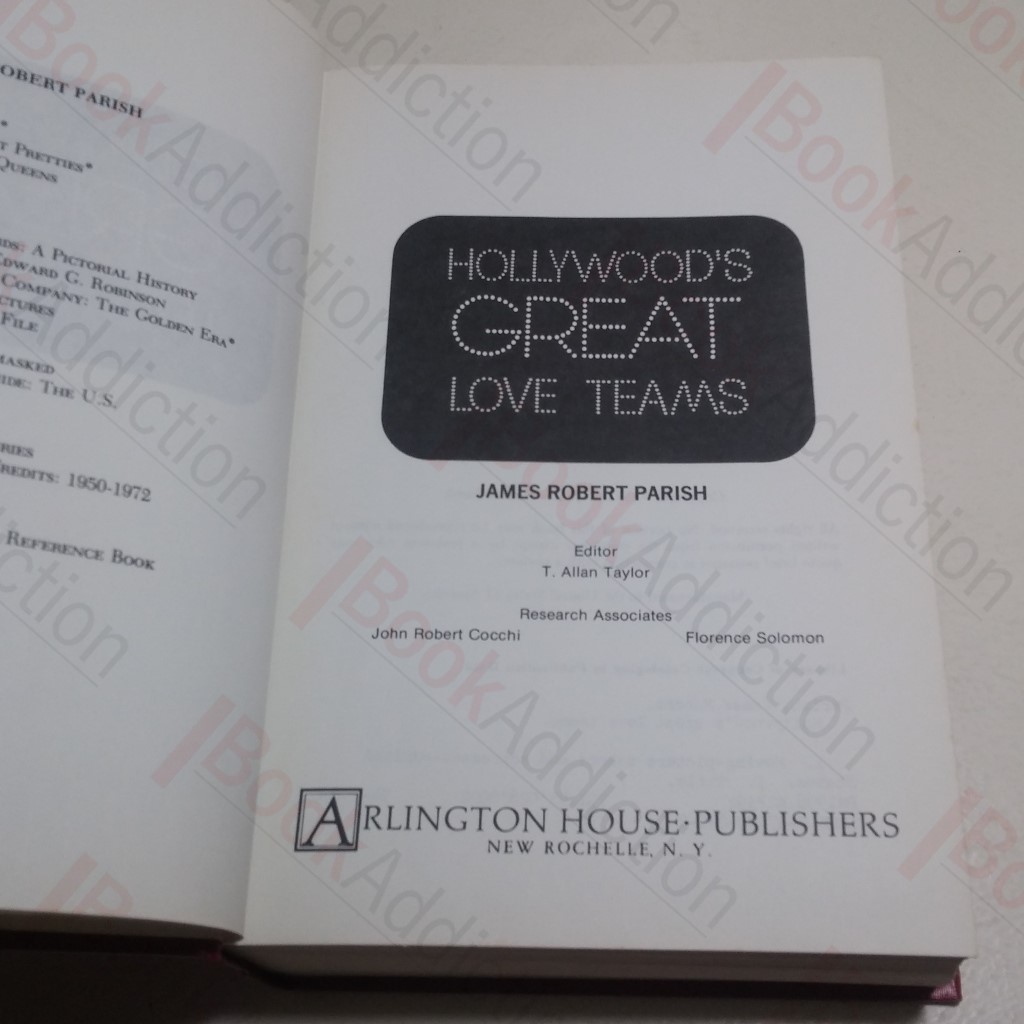 OBERT PARISH
*
T PRETTIES*
QUEENS
DS: A PICTORIAL HISTORY
EDWARD G. ROBINSON
COMPANY: THE GOLDEN ERA*
CTURES
FILE
MASKED
IDE: THE U.S.
RIES
REDITS: 1950-1972
REFERENCE BOOK
HOLLYWOOD'S
GREAT
LOVE TEAMS
JAMES ROBERT PARISH
Editor
T. Allan Taylor
Research Associates
John Robert Cocchi Florence Solomon
ARLINGTON HOUSE·PUBLISHERS
NEW ROCHELLE, N. Y.
BookAddiction